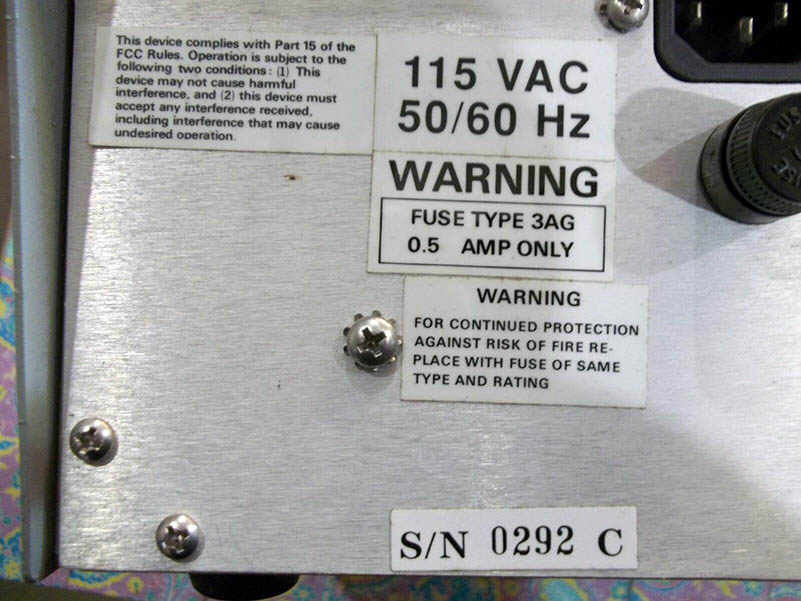 This device complies with Part 15 of the
FCC Rules. Operation is subject to the
following two conditions: (1) This
device may not cause harmful
interference, and (2) this device must
accept any interference received,
including interference that may cause
undesired operation.
115 VAC
50/60 Hz
WARNING
FUSE TYPE 3AG
0.5 AMP ONLY
WARNING
FOR CONTINUED PROTECTION
AGAINST RISK OF FIRE RE-
PLACE WITH FUSE OF SAME
TYPE AND RATING
S/N 0292 C